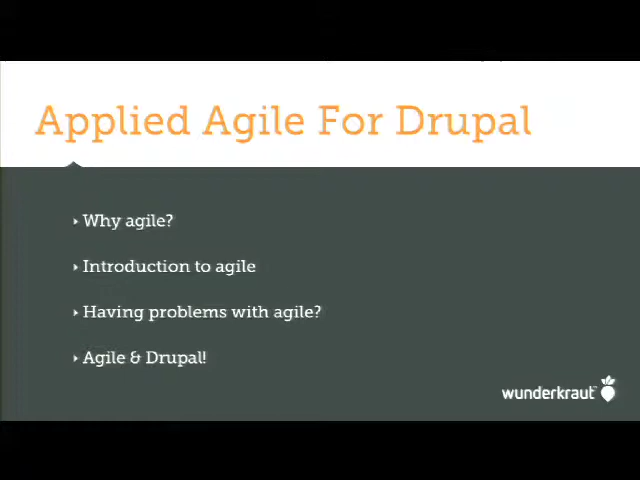 Applied Agile For Drupal
Why agile?
Introduction to agile
Having problems with agile?
Agile & Drupal!
wunderkraut